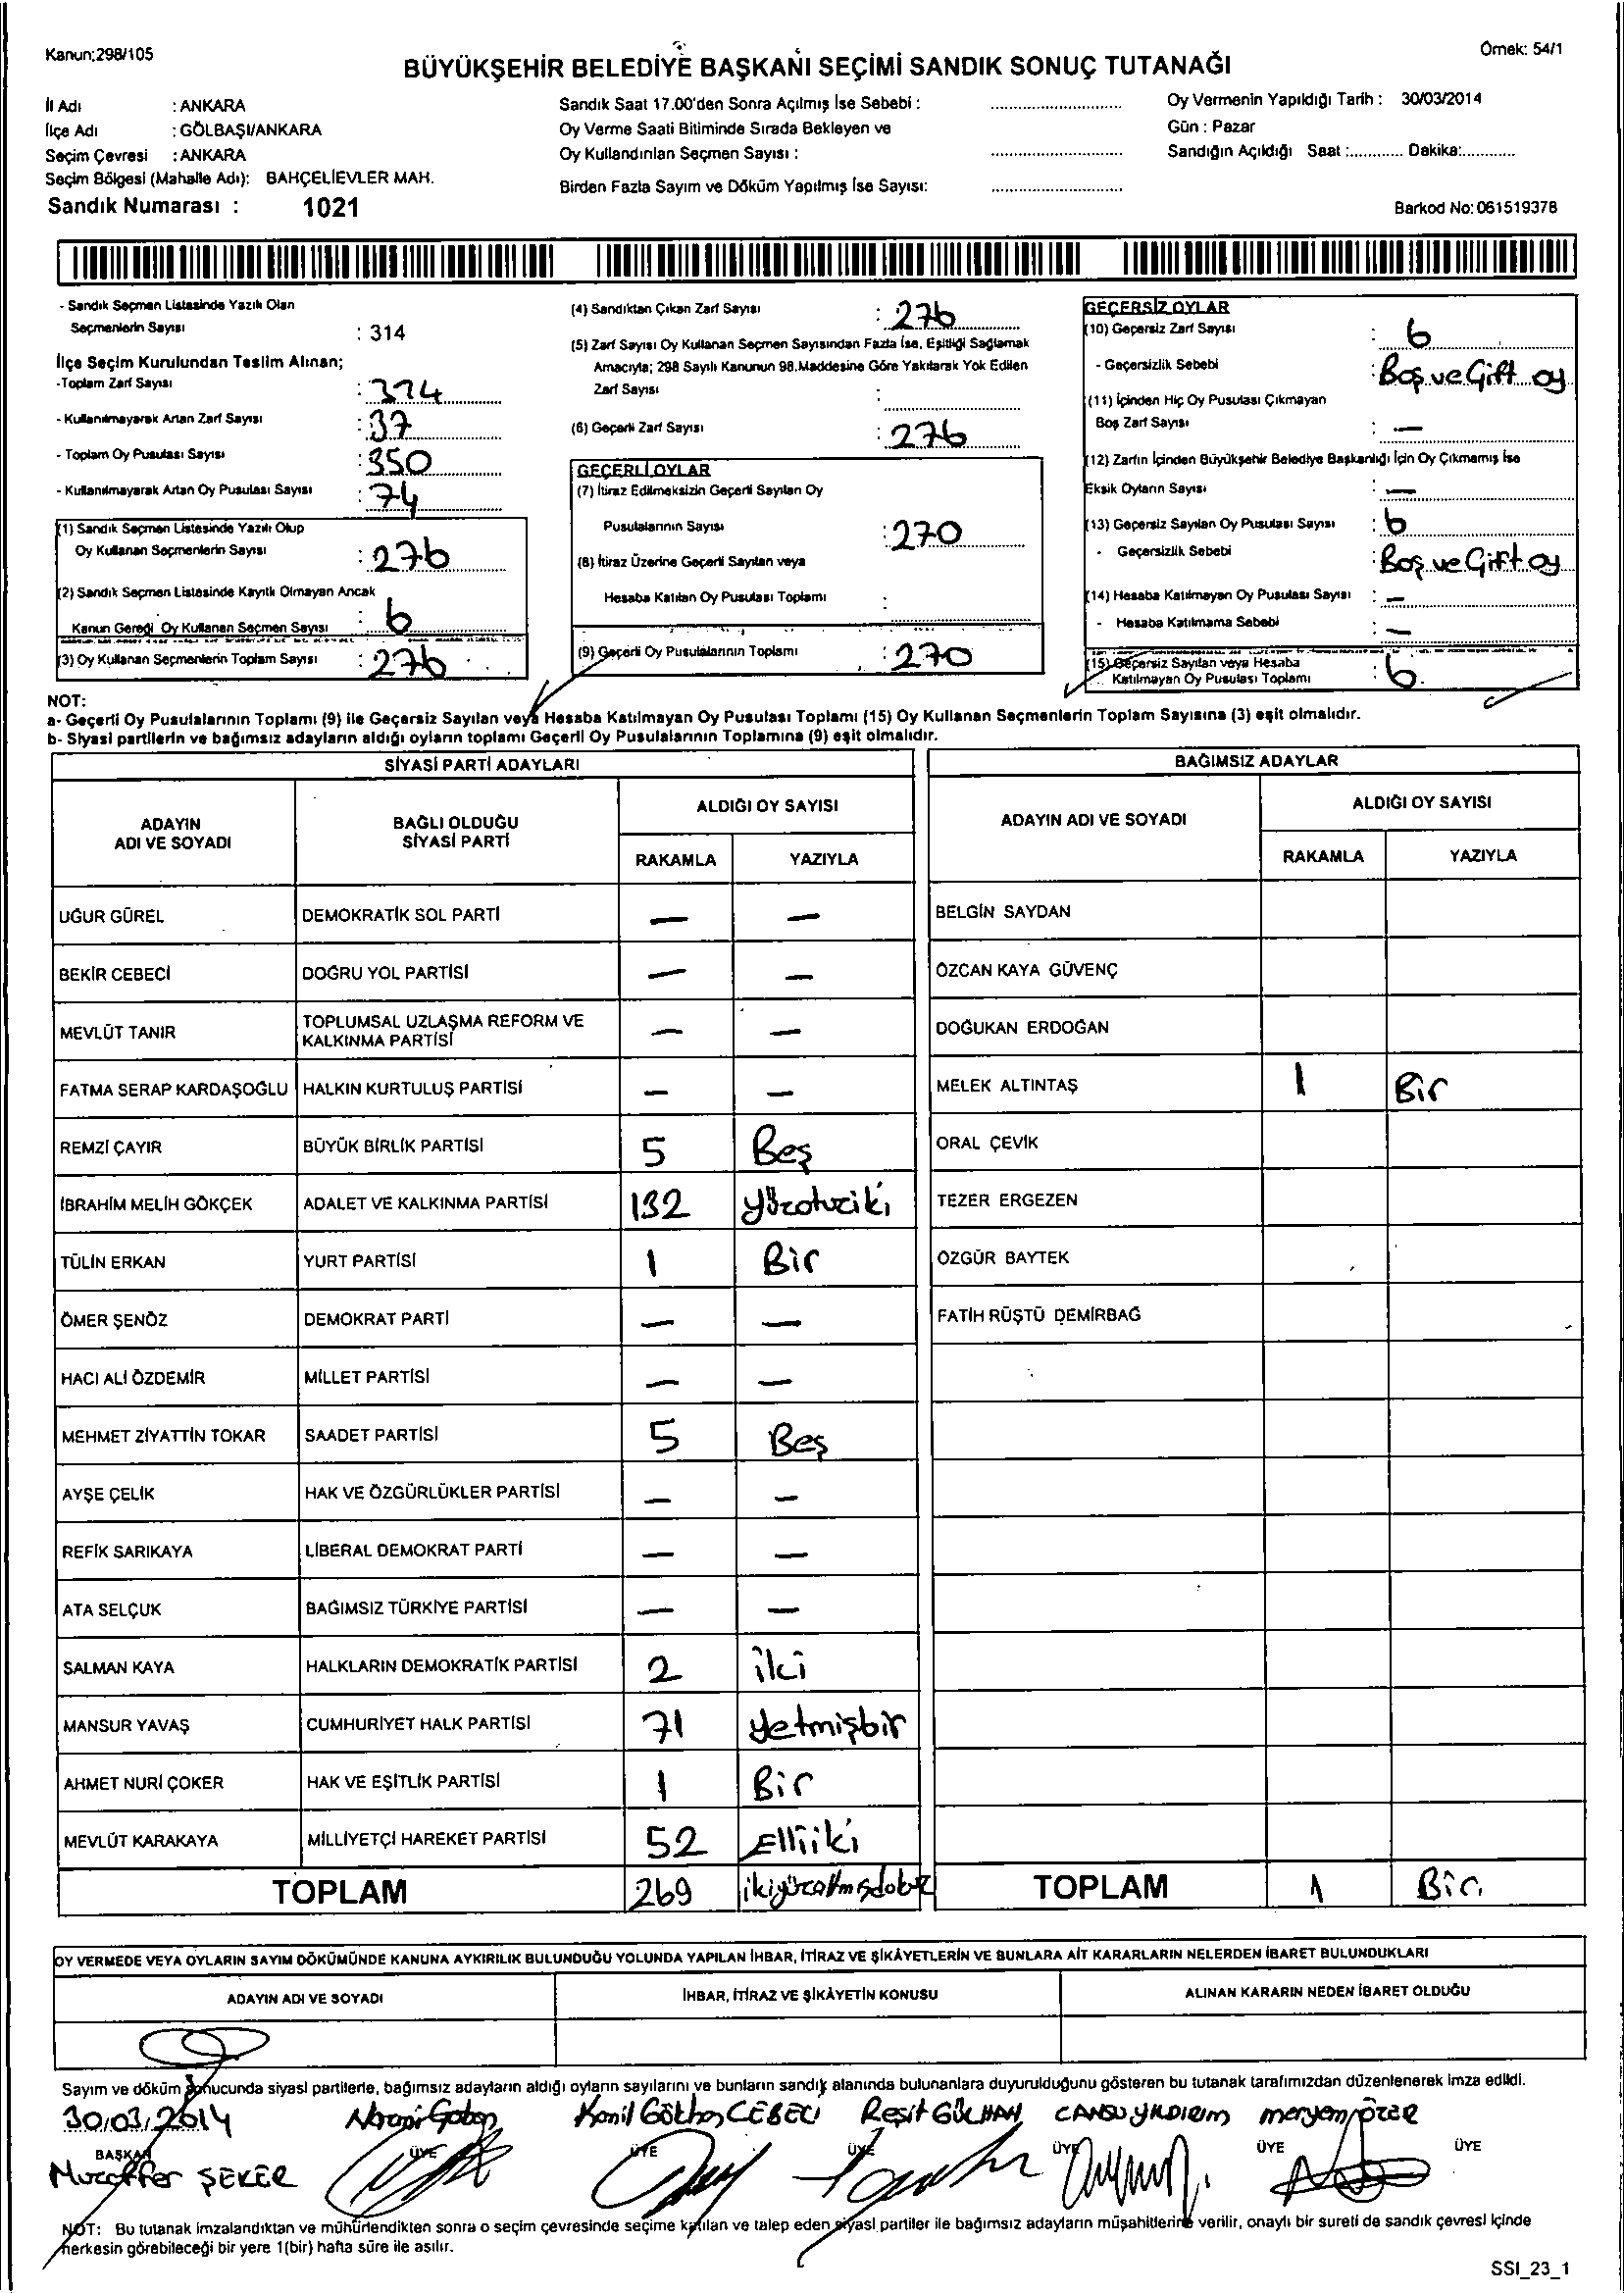 Kanun;298/105
Örnek: 54/1
BÜYÜKŞEHİR BELEDİYE BAŞKANI SEÇİMİ SANDIK SONUÇ TUTANAĞI
İl Adı : ANKARA
İlçe Adı : GÖLBAŞI/ANKARA
Seçim Çevresi : ANKARA
Seçim Bölgesi (Mahalle Adı): BAHÇELİEVLER MAH.
Sandık Numarası : 1021
Sandık Saat 17.00'den Sonra Açılmış İse Sebebi :
Oy Verme Saati Bitiminde Sırada Bekleyen ve
Oy Kullandırılan Seçmen Sayısı :
Birden Fazla Sayım ve Döküm Yapılmış İse Sayısı:
Oy Vermenin Yapıldığı Tarih : 30/03/2014
Gün : Pazar
Sandığın Açıldığı Saat :............ Dakika:............
Barkod No: 061519378
- Sandık Seçmen Listesinde Yazılı Olan
Seçmenlerin Sayısı : 314
İlçe Seçim Kurulundan Teslim Alınan;
-Toplam Zarf Sayısı : 314
- Kullanılmayarak Artan Zarf Sayısı : 37
- Toplam Oy Pusulası Sayısı : 350
- Kullanılmayarak Artan Oy Pusulası Sayısı : 74
(1) Sandık Seçmen Listesinde Yazılı Olup
Oy Kullanan Seçmenlerin Sayısı : 276
(2) Sandık Seçmen Listesinde Kayıtlı Olmayan Ancak
Kanun Gereği Oy Kullanan Seçmen Sayısı : 6
(3) Oy Kullanan Seçmenlerin Toplam Sayısı : 276
(4) Sandıktan Çıkan Zarf Sayısı : 276
(5) Zarf Sayısı Oy Kullanan Seçmen Sayısından Fazla İse, Eşitliği Sağlamak
Amacıyla; 298 Sayılı Kanunun 98.Maddesine Göre Yakılarak Yok Edilen
Zarf Sayısı :
(6) Geçerli Zarf Sayısı : 276
GEÇERLİ OYLAR
(7) İtiraz Edilmeksizin Geçerli Sayılan Oy
Pusulalarının Sayısı : 270
(8) İtiraz Üzerine Geçerli Sayılan veya
Hesaba Katılan Oy Pusulası Toplamı :
(9) Geçerli Oy Pusulalarının Toplamı : 270
GEÇERSİZ OYLAR
(10) Geçersiz Zarf Sayısı : 6
- Geçersizlik Sebebi : Boş ve Çift oy
(11) İçinden Hiç Oy Pusulası Çıkmayan
Boş Zarf Sayısı : —
(12) Zarfın İçinden Büyükşehir Belediye Başkanlığı İçin Oy Çıkmamış İse
Eksik Oyların Sayısı : —
(13) Geçersiz Sayılan Oy Pusulası Sayısı : 6
- Geçersizlik Sebebi : Boş ve Çift oy
(14) Hesaba Katılmayan Oy Pusulası Sayısı : —
- Hesaba Katılmama Sebebi : —
(15) Geçersiz Sayılan veya Hesaba
Katılmayan Oy Pusulası Toplamı : 6
NOT:
a- Geçerli Oy Pusulalarının Toplamı (9) ile Geçersiz Sayılan veya Hesaba Katılmayan Oy Pusulası Toplamı (15) Oy Kullanan Seçmenlerin Toplam Sayısına (3) eşit olmalıdır.
b- Siyasi partilerin ve bağımsız adayların aldığı oyların toplamı Geçerli Oy Pusulalarının Toplamına (9) eşit olmalıdır.
SİYASİ PARTİ ADAYLARI
ADAYIN ADI VE SOYADI
BAĞLI OLDUĞU SİYASİ PARTİ
ALDIĞI OY SAYISI
RAKAMLA YAZIYLA
UĞUR GÜREL DEMOKRATİK SOL PARTİ — —
BEKİR CEBECİ DOĞRU YOL PARTİSİ — —
MEVLÜT TANIR TOPLUMSAL UZLAŞMA REFORM VE KALKINMA PARTİSİ — —
FATMA SERAP KARDAŞOĞLU HALKIN KURTULUŞ PARTİSİ — —
REMZİ ÇAYIR BÜYÜK BİRLİK PARTİSİ 5 Beş
İBRAHİM MELİH GÖKÇEK ADALET VE KALKINMA PARTİSİ 132 yüzotuziki
TÜLİN ERKAN YURT PARTİSİ 1 Bir
ÖMER ŞENÖZ DEMOKRAT PARTİ — —
HACI ALİ ÖZDEMİR MİLLET PARTİSİ — —
MEHMET ZİYATTİN TOKAR SAADET PARTİSİ 5 Beş
AYŞE ÇELİK HAK VE ÖZGÜRLÜKLER PARTİSİ — —
REFİK SARIKAYA LİBERAL DEMOKRAT PARTİ — —
ATA SELÇUK BAĞIMSIZ TÜRKİYE PARTİSİ — —
SALMAN KAYA HALKLARIN DEMOKRATİK PARTİSİ 2 iki
MANSUR YAVAŞ CUMHURİYET HALK PARTİSİ 71 yetmişbir
AHMET NURİ ÇOKER HAK VE EŞİTLİK PARTİSİ 1 Bir
MEVLÜT KARAKAYA MİLLİYETÇİ HAREKET PARTİSİ 52 Elliiki
TOPLAM 269 ikiyüzatmışdokuz
BAĞIMSIZ ADAYLAR
ADAYIN ADI VE SOYADI
ALDIĞI OY SAYISI
RAKAMLA YAZIYLA
BELGİN SAYDAN
ÖZCAN KAYA GÜVENÇ
DOĞUKAN ERDOĞAN
MELEK ALTINTAŞ 1 Bir
ORAL ÇEVİK
TEZER ERGEZEN
ÖZGÜR BAYTEK
FATİH RÜŞTÜ DEMİRBAĞ
TOPLAM 1 Bir
OY VERMEDE VEYA OYLARIN SAYIM DÖKÜMÜNDE KANUNA AYKIRILIK BULUNDUĞU YOLUNDA YAPILAN İHBAR, İTİRAZ VE ŞİKÂYETLERİN VE BUNLARA AİT KARARLARIN NELERDEN İBARET BULUNDUKLARI
ADAYIN ADI VE SOYADI
İHBAR, İTİRAZ VE ŞİKÂYETİN KONUSU
ALINAN KARARIN NEDEN İBARET OLDUĞU
Sayım ve döküm sonucunda siyasi partilerle, bağımsız adayların aldığı oyların sayılarını ve bunların sandık alanında bulunanlara duyurulduğunu gösteren bu tutanak tarafımızdan düzenlenerek imza edildi.
30/03/2014 Kamil Gökhan CEBECİ Reşit GÜLHAN CANSU YILDIRIM meryem ÖZER
BAŞKAN ÜYE ÜYE ÜYE ÜYE ÜYE ÜYE
Muzaffer ŞEKER
NOT: Bu tutanak imzalandıktan ve mühürlendikten sonra o seçim çevresinde seçime katılan ve talep eden siyasi partiler ile bağımsız adayların müşahitlerine verilir, onaylı bir sureti de sandık çevresi içinde
herkesin görebileceği bir yere 1(bir) hafta süre ile asılır.
SSI_23_1